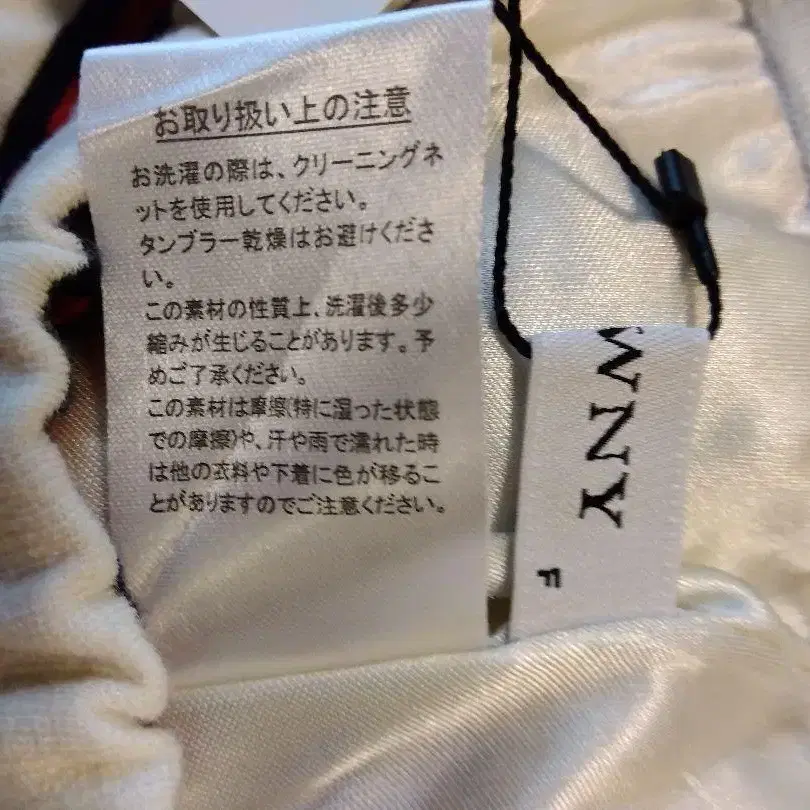 お取り扱い上の注意
お洗濯の際は、クリーニングネ
ットを使用してください。
タンブラー乾燥はお避けくださ
い。
この素材の性質上、洗濯後多少
縮みが生じることがあります。予
めご了承ください。
この素材は摩擦(特に湿った状態
での摩擦)や、汗や雨で濡れた時
は他の衣料や下着に色が移るこ
とがありますのでご注意ください。
WNY
F